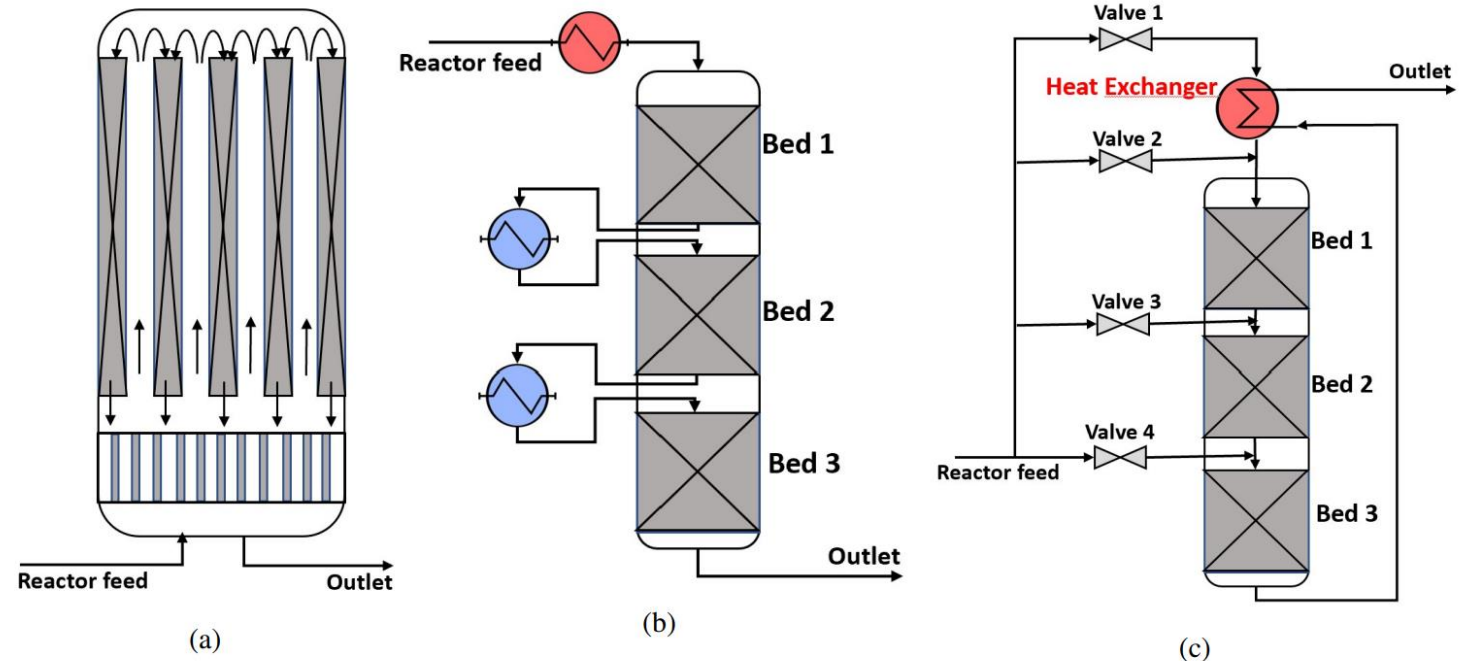 Reactor feed
Outlet
(a)
Reactor feed
Bed 1
Bed 2
Bed 3
Outlet
(b)
Valve 1
Outlet
Heat Exchanger
Valve 2
Bed 1
Valve 3
Bed 2
Valve 4
Reactor feed
Bed 3
(c)